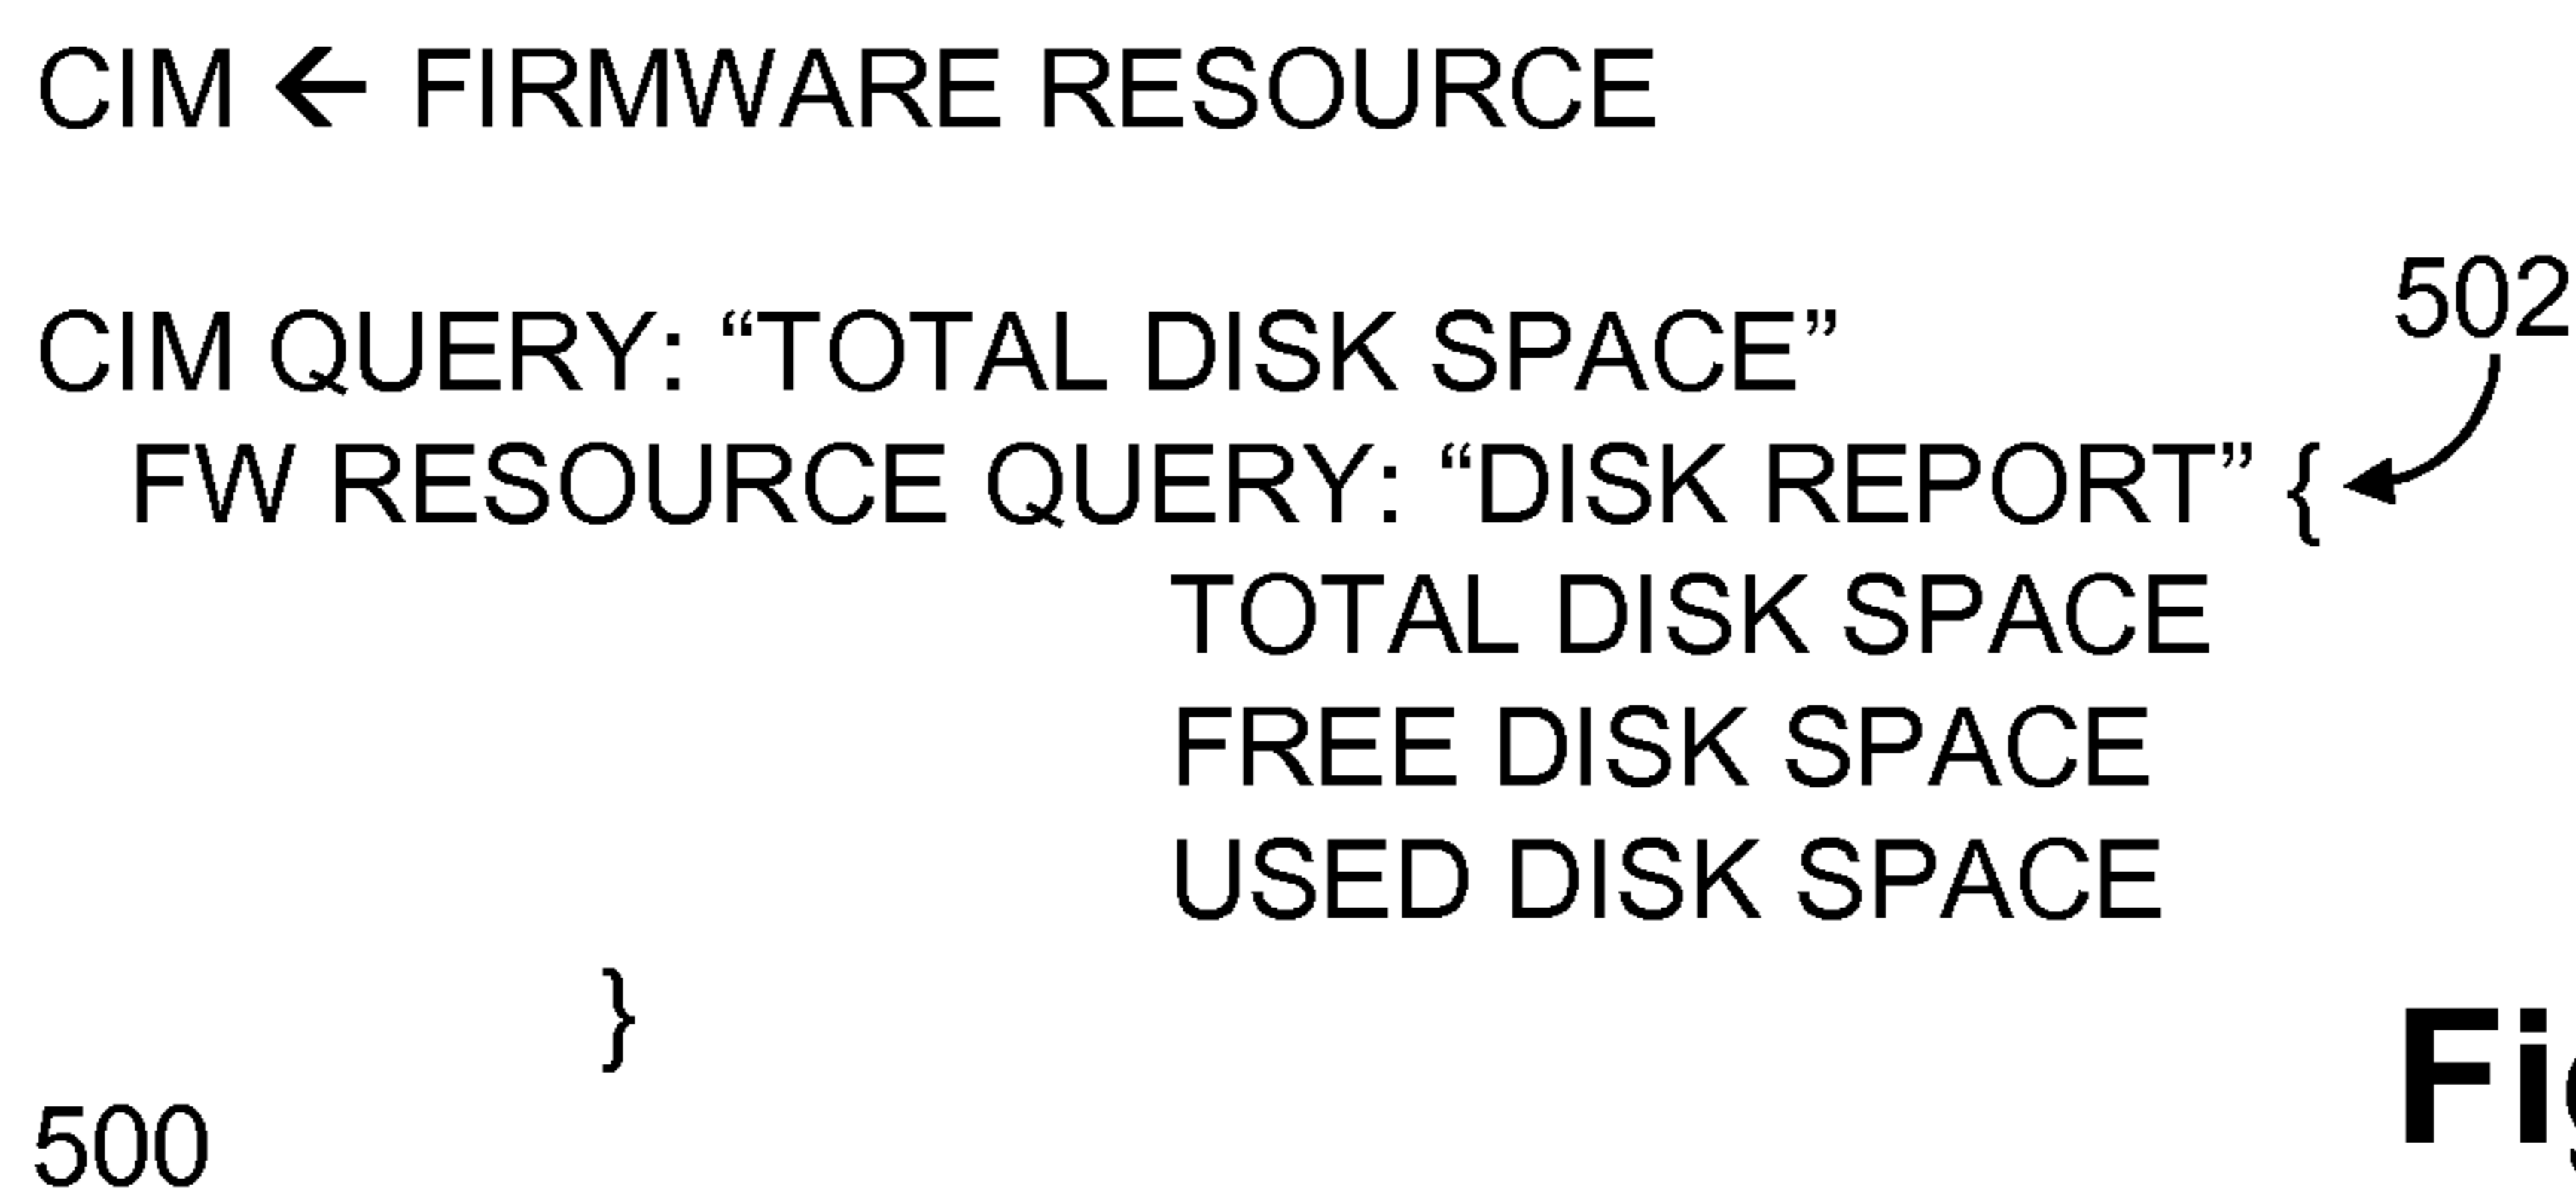 CIM ← FIRMWARE RESOURCE
CIM QUERY: “TOTAL DISK SPACE”
502
FW RESOURCE QUERY: “DISK REPORT” {
TOTAL DISK SPACE
FREE DISK SPACE
USED DISK SPACE
}
500